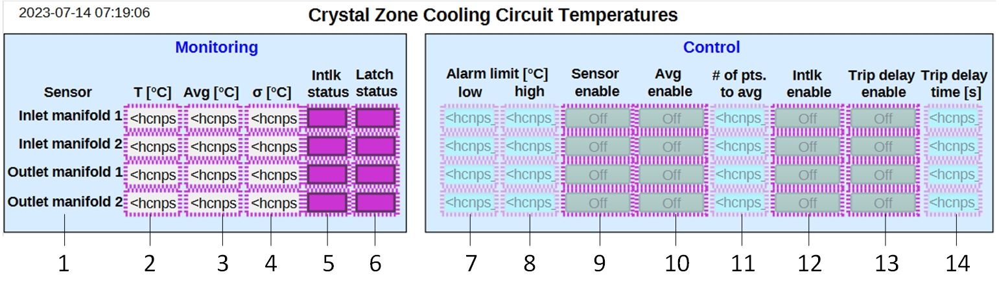 2023-07-14 07:19:06
Crystal Zone Cooling Circuit Temperatures
Monitoring
Sensor T [°C] Avg [°C] σ [°C] Intlk status Latch status
Inlet manifold 1 <hcnps <hcnps <hcnps
Inlet manifold 2 <hcnps <hcnps <hcnps
Outlet manifold 1 <hcnps <hcnps <hcnps
Outlet manifold 2 <hcnps <hcnps <hcnps
1 2 3 4 5 6
Control
Alarm limit [°C] low high Sensor enable Avg enable # of pts. to avg Intlk enable Trip delay enable Trip delay time [s]
<hcnps_ <hcnps_ Off Off <hcnps_ Off Off <hcnps_
<hcnps_ <hcnps_ Off Off <hcnps_ Off Off <hcnps_
<hcnps_ <hcnps_ Off Off <hcnps_ Off Off <hcnps_
<hcnps_ <hcnps_ Off Off <hcnps_ Off Off <hcnps_
7 8 9 10 11 12 13 14